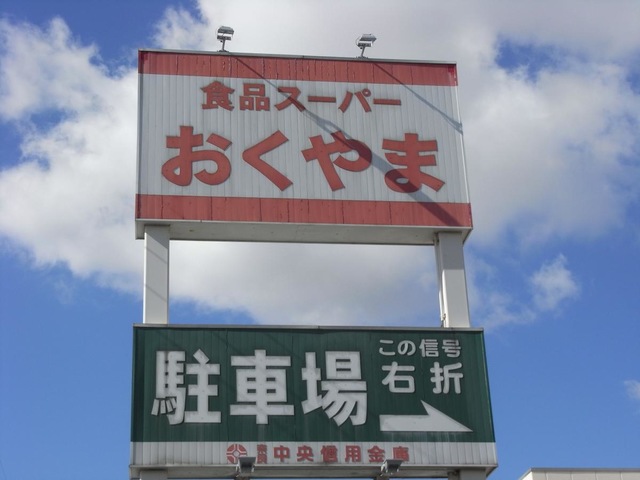 食品スーパー
おくやま
駐車場
この信号
右折
中央信用金庫